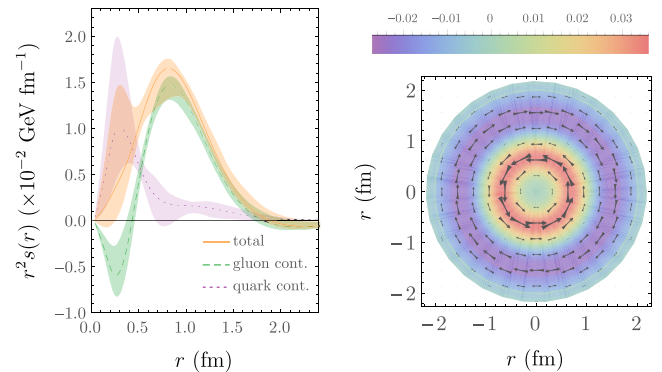 −0.02 −0.01 0 0.01 0.02 0.03
r²s(r) (×10⁻² GeV fm⁻¹)
2.0
1.5
1.0
0.5
0.0
−0.5
−1.0
total
gluon cont.
quark cont.
0.0 0.5 1.0 1.5 2.0
r (fm)
r (fm)
2
1
0
−1
−2
−2 −1 0 1 2
r (fm)